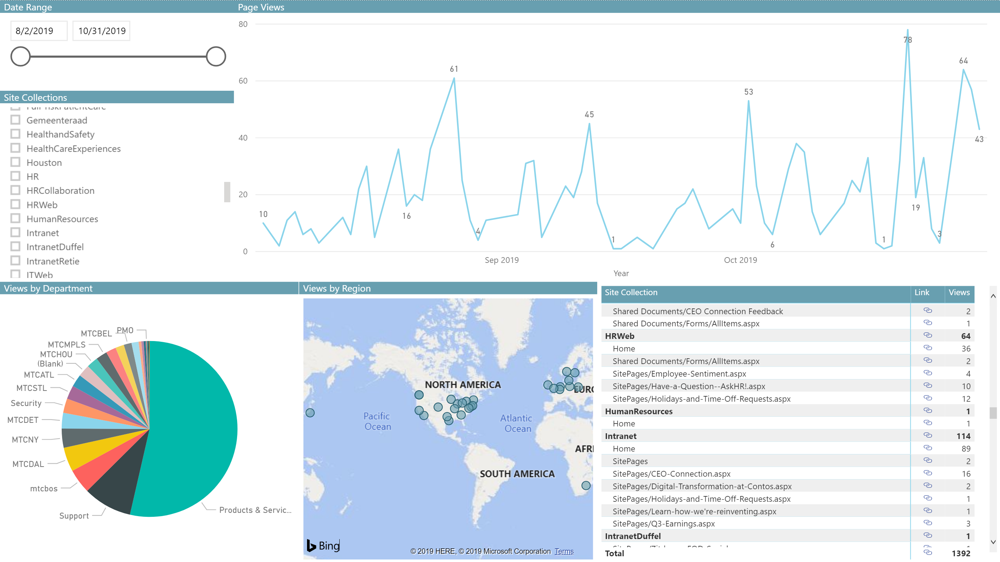 Date Range
8/2/2019 10/31/2019
Site Collections
Gemeenteraad
HealthandSafety
HealthCareExperiences
Houston
HR
HRCollaboration
HRWeb
HumanResources
Intranet
IntranetDuffel
IntranetRetie
ITWeb
Page Views
80
60
40
20
0
10
16
61
4
45
1
53
6
1
78
19
3
64
43
Sep 2019 Oct 2019
Year
Views by Department
PMO
MTCBEL
MTCMPLS
MTCHOU
(Blank)
MTCATL
MTCSTL
Security
MTCDET
MTCNY
MTCDAL
mtcbos
Support
Products & Servic...
Views by Region
NORTH AMERICA
EURO
Pacific
Ocean
Atlantic
Ocean
AFRI
SOUTH AMERICA
Bing
© 2019 HERE, © 2019 Microsoft Corporation Terms
Site Collection Link Views
Shared Documents/CEO Connection Feedback 2
Shared Documents/Forms/AllItems.aspx 1
HRWeb 64
Home 36
Shared Documents/Forms/AllItems.aspx 2
SitePages/Employee-Sentiment.aspx 4
SitePages/Have-a-Question--AskHR!.aspx 10
SitePages/Holidays-and-Time-Off-Requests.aspx 12
HumanResources 1
Home 1
Intranet 114
Home 89
SitePages 2
SitePages/CEO-Connection.aspx 16
SitePages/Digital-Transformation-at-Contos.aspx 2
SitePages/Holidays-and-Time-Off-Requests.aspx 1
SitePages/Learn-how-we're-reinventing.aspx 1
SitePages/Q3-Earnings.aspx 3
IntranetDuffel 1
Total 1392